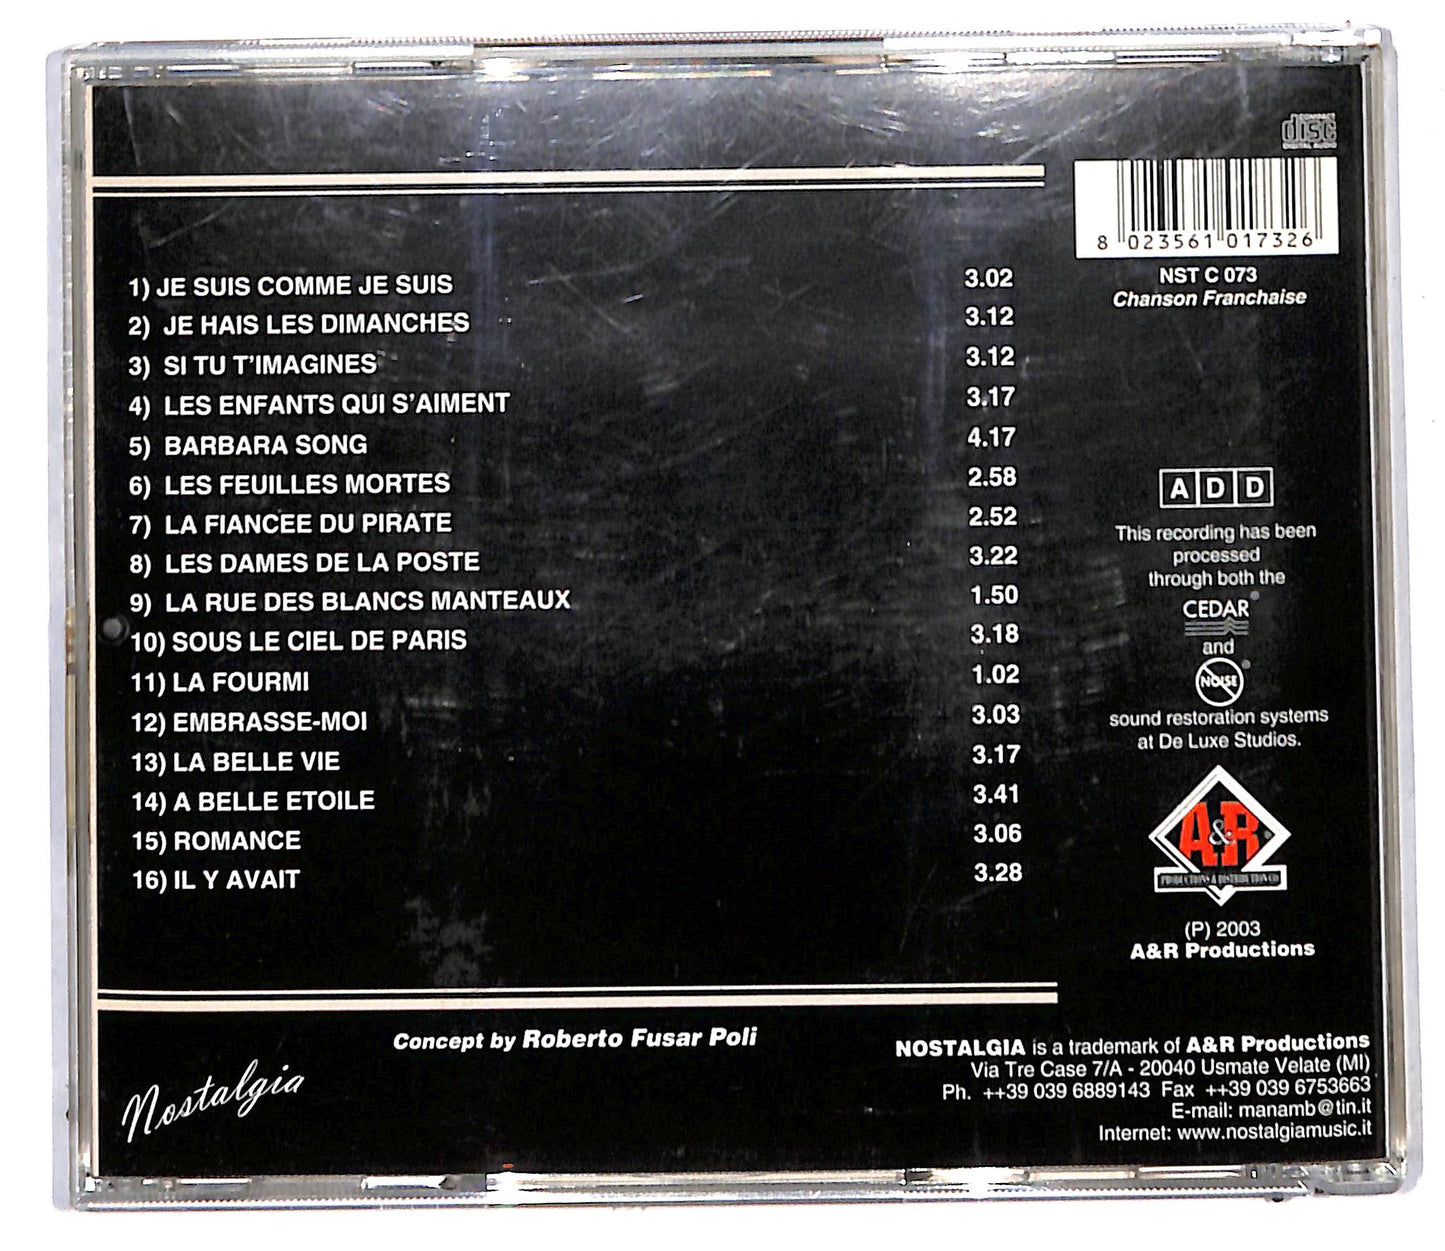 COMPACT
disc
DIGITAL AUDIO
8 023561 017326
NST C 073
Chanson Franchaise
1) JE SUIS COMME JE SUIS 3.02
2) JE HAIS LES DIMANCHES 3.12
3) SI TU T'IMAGINES 3.12
4) LES ENFANTS QUI S'AIMENT 3.17
5) BARBARA SONG 4.17
6) LES FEUILLES MORTES 2.58
7) LA FIANCEE DU PIRATE 2.52
8) LES DAMES DE LA POSTE 3.22
9) LA RUE DES BLANCS MANTEAUX 1.50
10) SOUS LE CIEL DE PARIS 3.18
11) LA FOURMI 1.02
12) EMBRASSE-MOI 3.03
13) LA BELLE VIE 3.17
14) A BELLE ETOILE 3.41
15) ROMANCE 3.06
16) IL Y AVAIT 3.28
ADD
This recording has been
processed
through both the
CEDAR
and
NOISE
sound restoration systems
at De Luxe Studios.
A&R
PRODUCTIONS & DISTRIBUTION CO
(P) 2003
A&R Productions
Concept by Roberto Fusar Poli
Nostalgia
NOSTALGIA is a trademark of A&R Productions
Via Tre Case 7/A - 20040 Usmate Velate (MI)
Ph. ++39 039 6889143 Fax ++39 039 6753663
E-mail: manamb@tin.it
Internet: www.nostalgiamusic.it